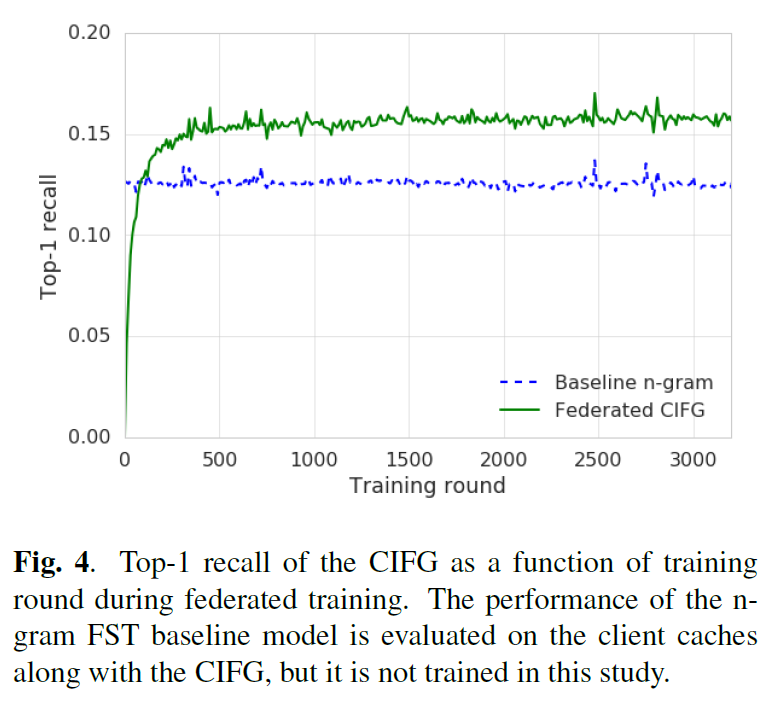 0.20
0.15
0.10
0.05
0.00
Top-1 recall
Baseline n-gram
Federated CIFG
0 500 1000 1500 2000 2500 3000
Training round
Fig. 4. Top-1 recall of the CIFG as a function of training
round during federated training. The performance of the n-
gram FST baseline model is evaluated on the client caches
along with the CIFG, but it is not trained in this study.